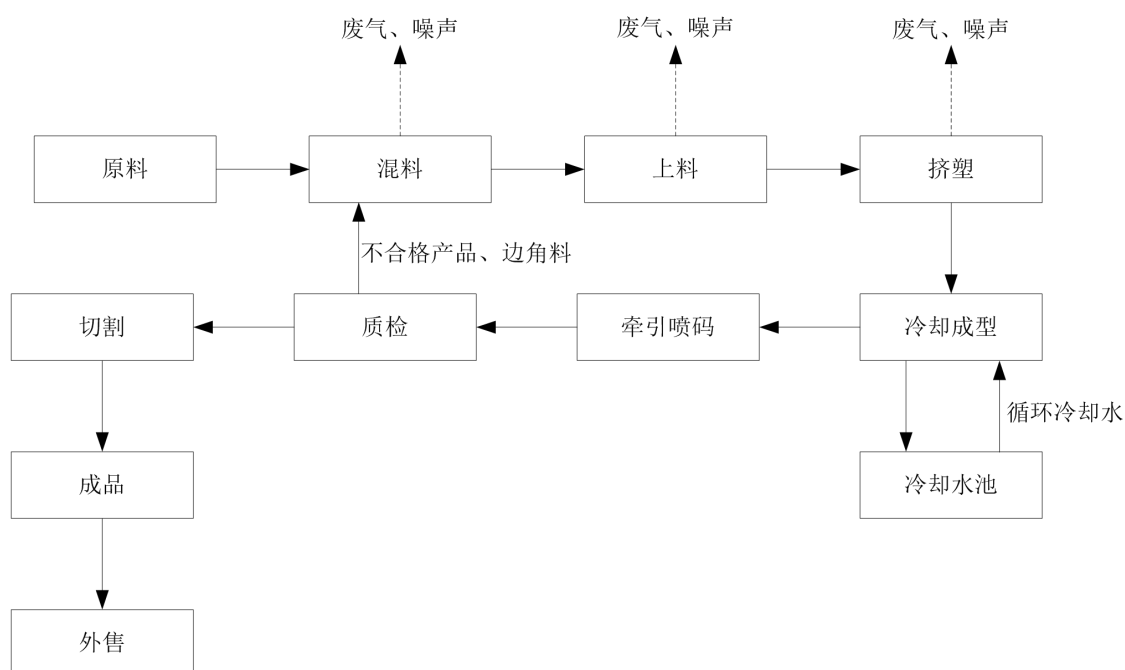 废气、噪声
废气、噪声
废气、噪声
原料
混料
上料
挤塑
不合格产品、边角料
切割
质检
牵引喷码
冷却成型
循环冷却水
成品
冷却水池
外售